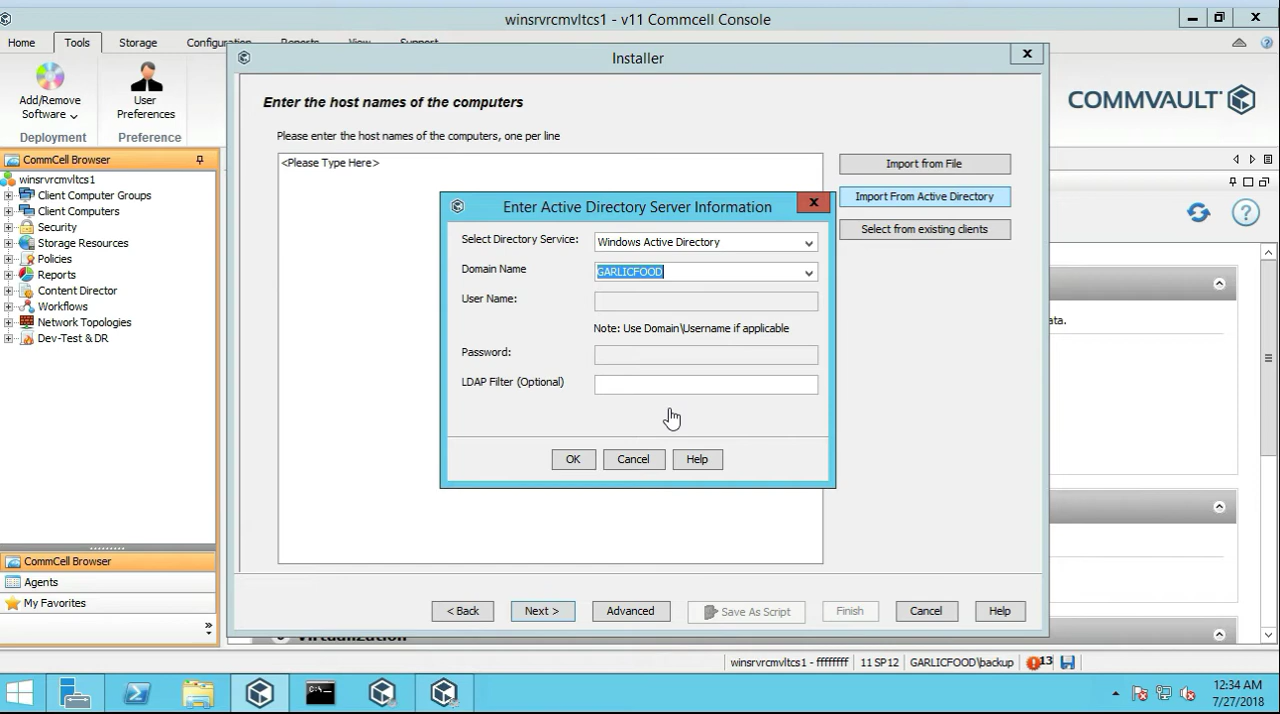 winsrvrcmvltcs1 - v11 Commcell Console
Home
Tools
Storage
Configuration
Reports
View
Support
Installer
Add/Remove
Software
User
Preferences
Deployment
Preference
COMMVAULT
Enter the host names of the computers
Please enter the host names of the computers, one per line
<Please Type Here>
Import from File
Import From Active Directory
Select from existing clients
CommCell Browser
winsrvrcmvltcs1
Client Computer Groups
Client Computers
Security
Storage Resources
Policies
Reports
Content Director
Workflows
Network Topologies
Dev-Test & DR
Enter Active Directory Server Information
Select Directory Service:
Windows Active Directory
Domain Name
GARLICFOOD
User Name:
Note: Use Domain\Username if applicable
Password:
LDAP Filter (Optional)
OK
Cancel
Help
ata.
CommCell Browser
Agents
My Favorites
< Back
Next >
Advanced
Save As Script
Finish
Cancel
Help
Virtualization
winsrvrcmvltcs1 - ffffffff
11 SP12
GARLICFOOD\backup
13
12:34 AM
7/27/2018